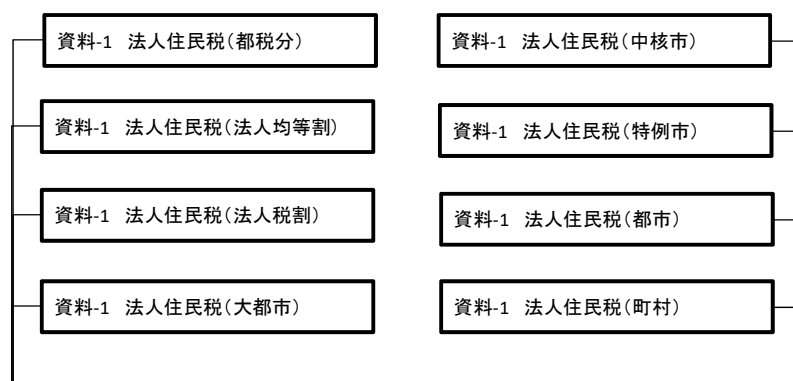 資料-1 法人住民税(都税分)
資料-1 法人住民税(法人均等割)
資料-1 法人住民税(法人税割)
資料-1 法人住民税(大都市)
資料-1 法人住民税(中核市)
資料-1 法人住民税(特例市)
資料-1 法人住民税(都市)
資料-1 法人住民税(町村)